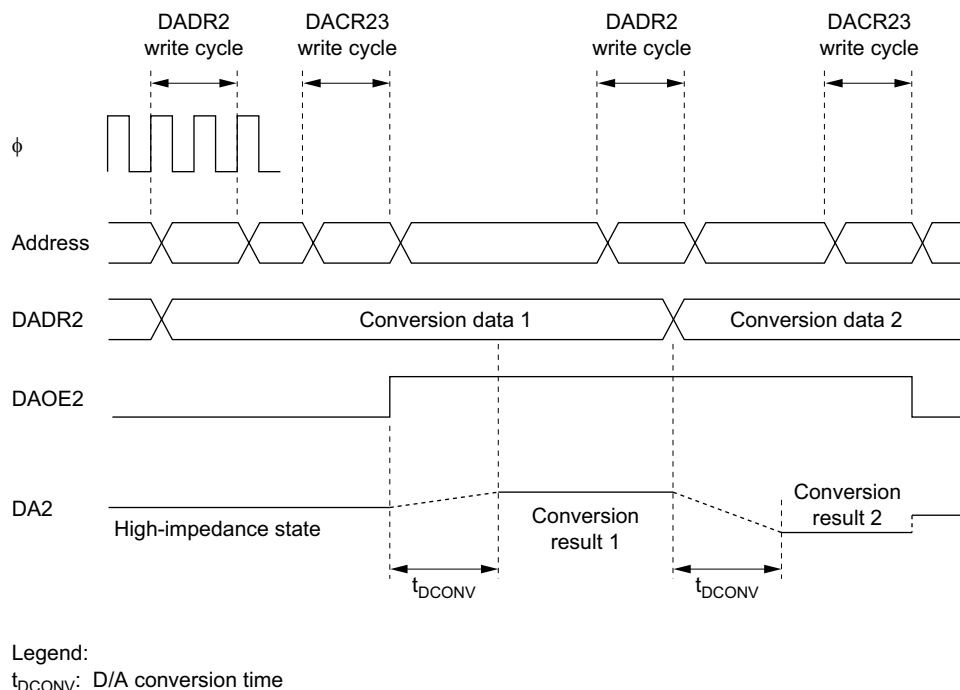 DADR2
write cycle
DACR23
write cycle
DADR2
write cycle
DACR23
write cycle
ϕ
Address
DADR2
Conversion data 1
Conversion data 2
DAOE2
DA2
High-impedance state
Conversion
result 1
Conversion
result 2
tDCONV
tDCONV
Legend:
tDCONV: D/A conversion time